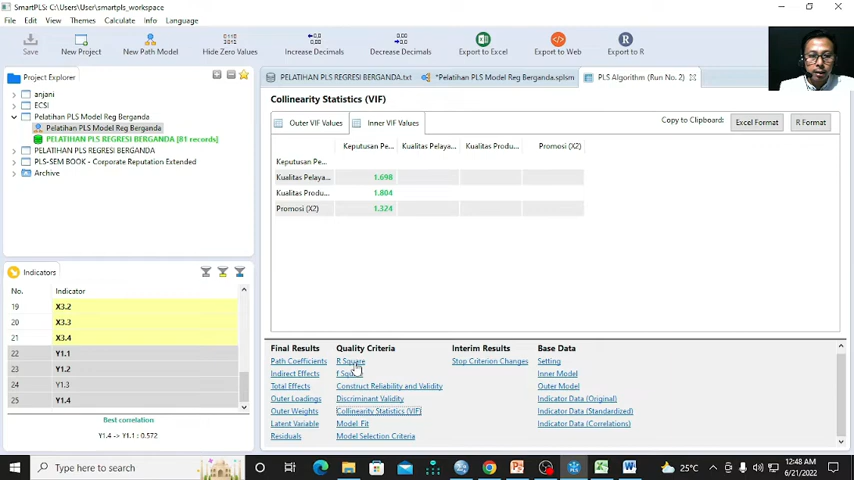 SmartPLS: C:\Users\User\smartpls_workspace
File Edit View Themes Calculate Info Language
Save New Project New Path Model Hide Zero Values Increase Decimals Decrease Decimals Export to Excel Export to Web Export to R
Project Explorer
anjani
ECSI
Pelatihan PLS Model Reg Berganda
Pelatihan PLS Model Reg Berganda
PELATIHAN PLS REGRESI BERGANDA [81 records]
PELATIHAN PLS REGRESI BERGANDA
PLS-SEM BOOK - Corporate Reputation Extended
Archive
Indicators
No. Indicator
19 X3.2
20 X3.3
21 X3.4
22 Y1.1
23 Y1.2
24 Y1.3
25 Y1.4
Best correlation
Y1.4 -> Y1.1 : 0.572
PELATIHAN PLS REGRESI BERGANDA.txt *Pelatihan PLS Model Reg Berganda.splsm PLS Algorithm (Run No. 2)
Collinearity Statistics (VIF)
Outer VIF Values Inner VIF Values Copy to Clipboard: Excel Format R Format
Keputusan Pe... Kualitas Pelaya... Kualitas Produ... Promosi (X2)
Keputusan Pe...
Kualitas Pelaya... 1.698
Kualitas Produ... 1.804
Promosi (X2) 1.324
Final Results Quality Criteria Interim Results Base Data
Path Coefficients R Square Stop Criterion Changes Setting
Indirect Effects Inner Model
Total Effects Construct Reliability and Validity Outer Model
Outer Loadings Discriminant Validity Indicator Data (Original)
Outer Weights Collinearity Statistics (VIF) Indicator Data (Standardized)
Latent Variable Model Fit Indicator Data (Correlations)
Residuals Model Selection Criteria
Type here to search
25°C
12:48 AM
6/21/2022